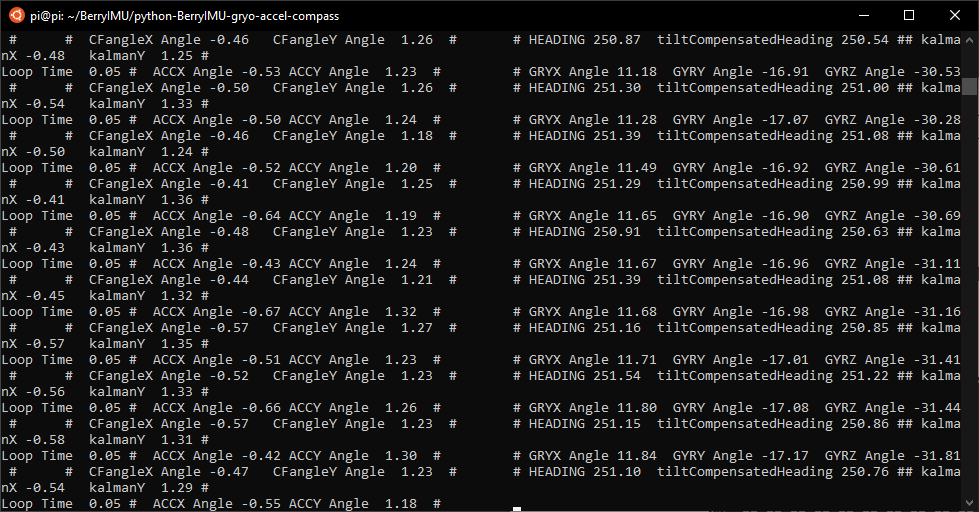 pi@pi: ~/BerryIMU/python-BerryIMU-gryo-accel-compass
#      #  CFangleX Angle -0.46   CFangleY Angle  1.26  #       # HEADING 250.87  tiltCompensatedHeading 250.54 ## kalma
nX -0.48   kalmanY  1.25 #
Loop Time  0.05 #  ACCX Angle -0.53 ACCY Angle  1.23  #         # GRYX Angle 11.18  GYRY Angle -16.91  GYRZ Angle -30.53
#      #  CFangleX Angle -0.50   CFangleY Angle  1.26  #       # HEADING 251.30  tiltCompensatedHeading 251.00 ## kalma
nX -0.54   kalmanY  1.33 #
Loop Time  0.05 #  ACCX Angle -0.50 ACCY Angle  1.24  #         # GRYX Angle 11.28  GYRY Angle -17.07  GYRZ Angle -30.28
#      #  CFangleX Angle -0.46   CFangleY Angle  1.18  #       # HEADING 251.39  tiltCompensatedHeading 251.08 ## kalma
nX -0.50   kalmanY  1.24 #
Loop Time  0.05 #  ACCX Angle -0.52 ACCY Angle  1.20  #         # GRYX Angle 11.49  GYRY Angle -16.92  GYRZ Angle -30.61
#      #  CFangleX Angle -0.41   CFangleY Angle  1.25  #       # HEADING 251.29  tiltCompensatedHeading 250.99 ## kalma
nX -0.41   kalmanY  1.36 #
Loop Time  0.05 #  ACCX Angle -0.64 ACCY Angle  1.19  #         # GRYX Angle 11.65  GYRY Angle -16.90  GYRZ Angle -30.69
#      #  CFangleX Angle -0.48   CFangleY Angle  1.23  #       # HEADING 250.91  tiltCompensatedHeading 250.63 ## kalma
nX -0.43   kalmanY  1.36 #
Loop Time  0.05 #  ACCX Angle -0.43 ACCY Angle  1.24  #         # GRYX Angle 11.67  GYRY Angle -16.96  GYRZ Angle -31.11
#      #  CFangleX Angle -0.44   CFangleY Angle  1.21  #       # HEADING 251.39  tiltCompensatedHeading 251.08 ## kalma
nX -0.45   kalmanY  1.32 #
Loop Time  0.05 #  ACCX Angle -0.67 ACCY Angle  1.32  #         # GRYX Angle 11.68  GYRY Angle -16.98  GYRZ Angle -31.16
#      #  CFangleX Angle -0.57   CFangleY Angle  1.27  #       # HEADING 251.16  tiltCompensatedHeading 250.85 ## kalma
nX -0.57   kalmanY  1.35 #
Loop Time  0.05 #  ACCX Angle -0.51 ACCY Angle  1.23  #         # GRYX Angle 11.71  GYRY Angle -17.01  GYRZ Angle -31.41
#      #  CFangleX Angle -0.52   CFangleY Angle  1.23  #       # HEADING 251.54  tiltCompensatedHeading 251.22 ## kalma
nX -0.56   kalmanY  1.33 #
Loop Time  0.05 #  ACCX Angle -0.66 ACCY Angle  1.26  #         # GRYX Angle 11.80  GYRY Angle -17.08  GYRZ Angle -31.44
#      #  CFangleX Angle -0.57   CFangleY Angle  1.23  #       # HEADING 251.15  tiltCompensatedHeading 250.86 ## kalma
nX -0.58   kalmanY  1.31 #
Loop Time  0.05 #  ACCX Angle -0.42 ACCY Angle  1.30  #         # GRYX Angle 11.84  GYRY Angle -17.17  GYRZ Angle -31.81
#      #  CFangleX Angle -0.47   CFangleY Angle  1.23  #       # HEADING 251.10  tiltCompensatedHeading 250.76 ## kalma
nX -0.54   kalmanY  1.29 #
Loop Time  0.05 #  ACCX Angle -0.55 ACCY Angle  1.18  #